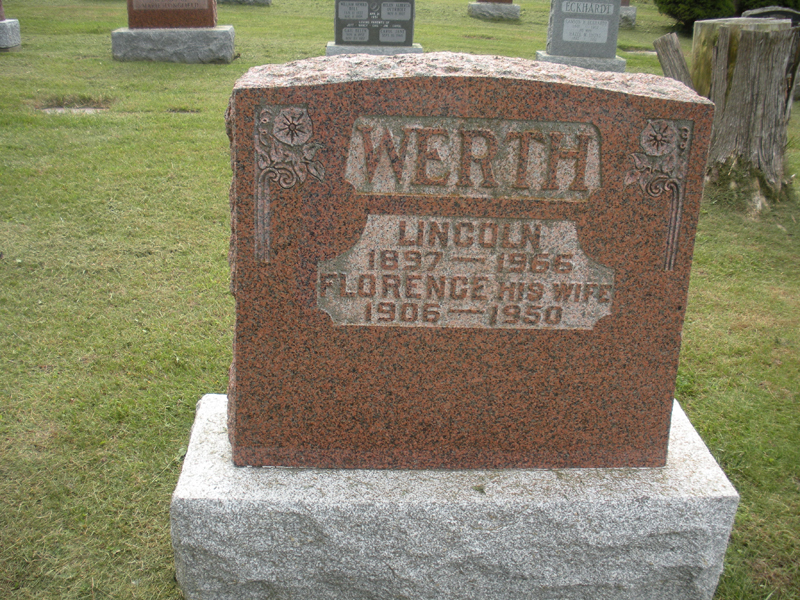 ECKHARDT
WERTH
LINCOLN
1897 — 1966
FLORENCE HIS WIFE
1906 — 1950